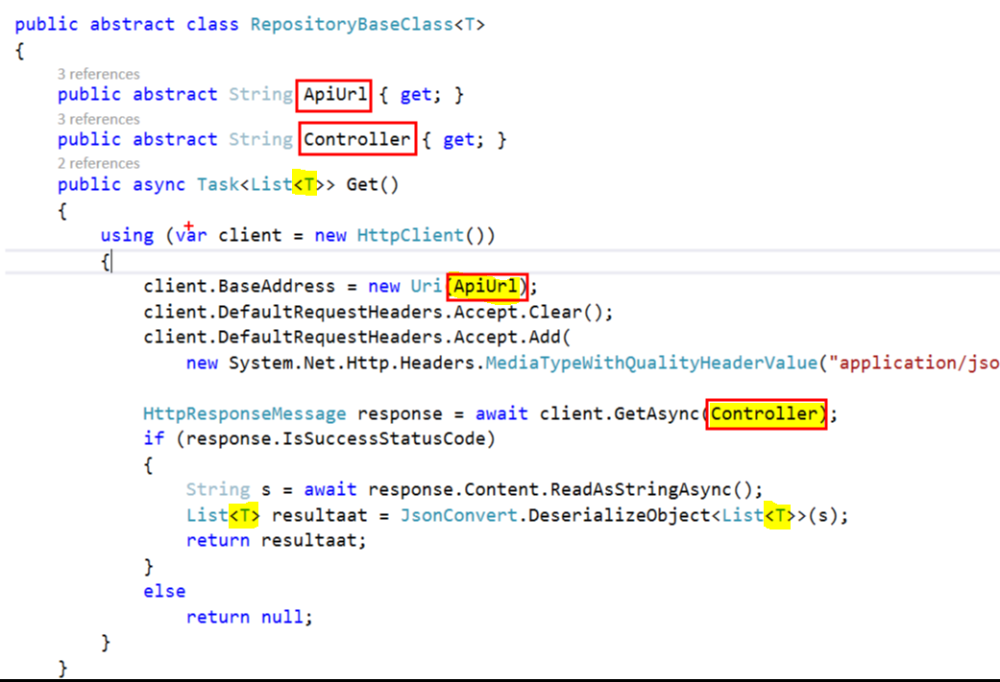 public abstract class RepositoryBaseClass<T>
{
3 references
public abstract String ApiUrl { get; }
3 references
public abstract String Controller { get; }
2 references
public async Task<List<T>> Get()
{
using (var client = new HttpClient())
{
client.BaseAddress = new Uri(ApiUrl);
client.DefaultRequestHeaders.Accept.Clear();
client.DefaultRequestHeaders.Accept.Add(
new System.Net.Http.Headers.MediaTypeWithQualityHeaderValue("application/jso
HttpResponseMessage response = await client.GetAsync(Controller);
if (response.IsSuccessStatusCode)
{
String s = await response.Content.ReadAsStringAsync();
List<T> resultaat = JsonConvert.DeserializeObject<List<T>>(s);
return resultaat;
}
else
return null;
}
}